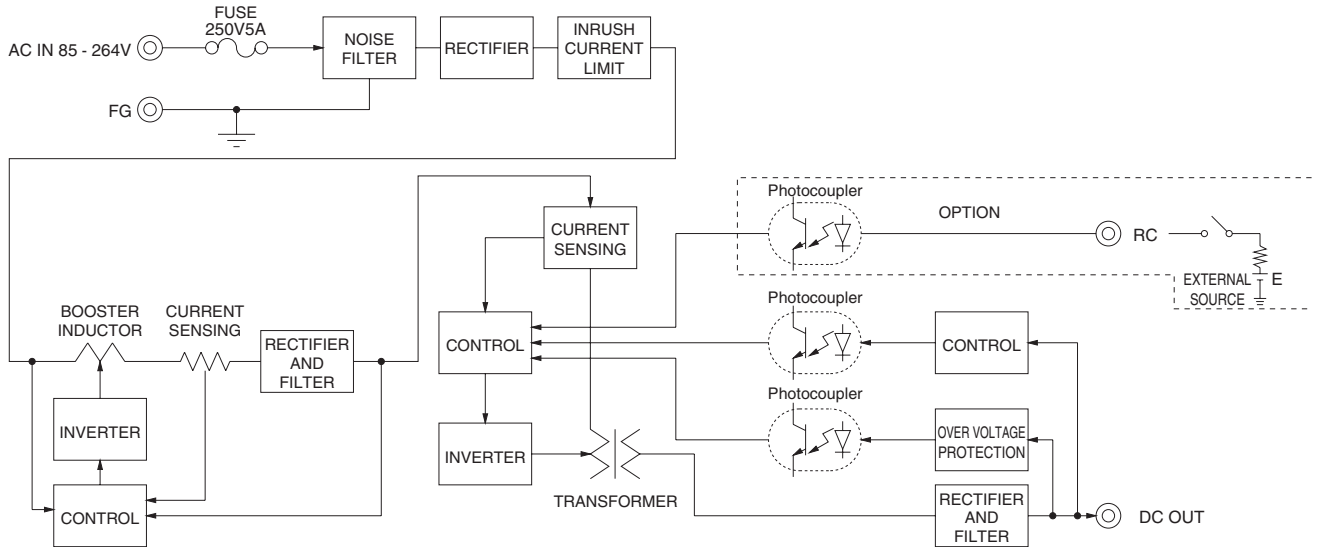 FUSE
250V5A
AC IN 85 - 264V
NOISE
FILTER
RECTIFIER
INRUSH
CURRENT
LIMIT
FG
Photocoupler
OPTION
RC
EXTERNAL
SOURCE
E
CURRENT
SENSING
BOOSTER
INDUCTOR
CURRENT
SENSING
RECTIFIER
AND
FILTER
CONTROL
Photocoupler
CONTROL
INVERTER
INVERTER
Photocoupler
OVER VOLTAGE
PROTECTION
TRANSFORMER
CONTROL
RECTIFIER
AND
FILTER
DC OUT